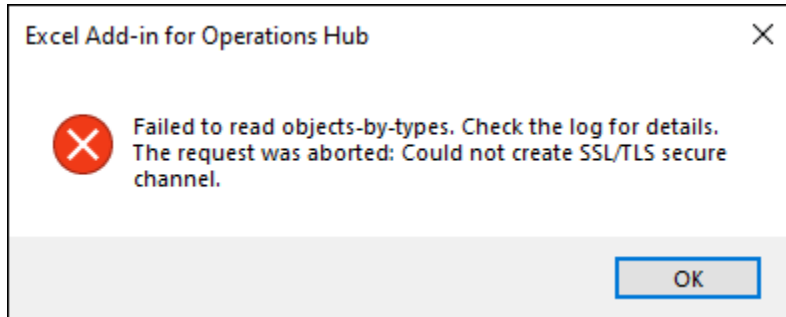 Excel Add-in for Operations Hub
Failed to read objects-by-types. Check the log for details.
The request was aborted: Could not create SSL/TLS secure
channel.
OK